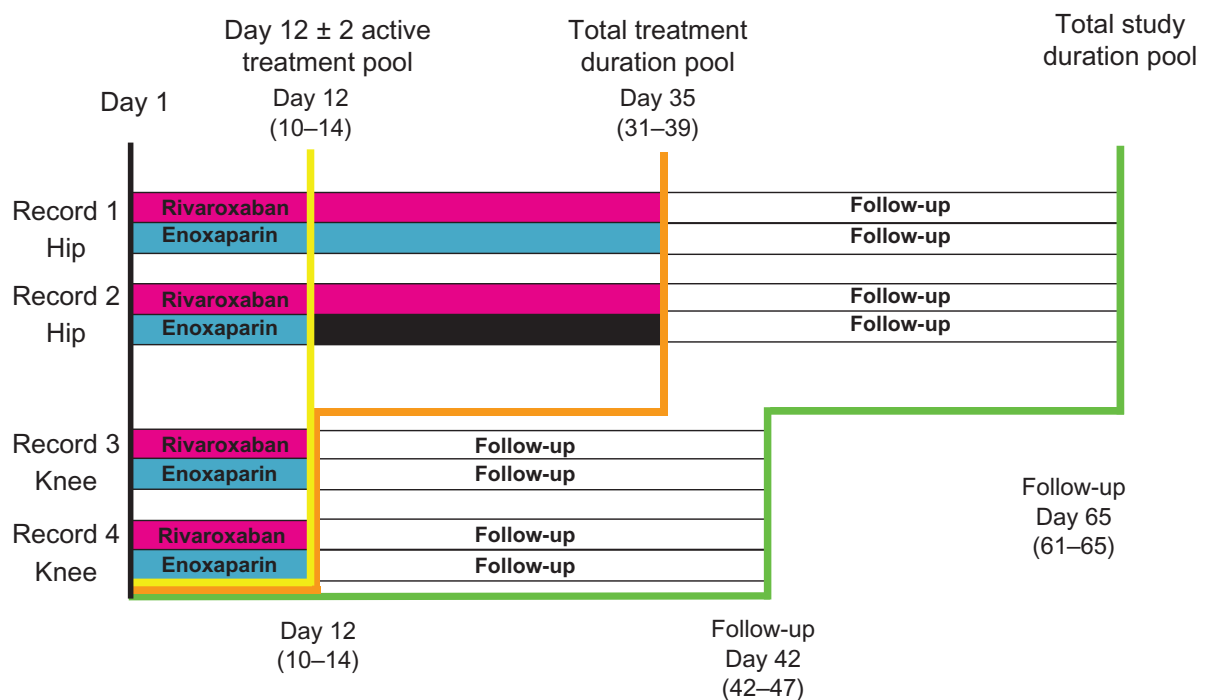 Day 1
Day 12 ± 2 active
treatment pool
Day 12
(10–14)
Total treatment
duration pool
Day 35
(31–39)
Total study
duration pool
Record 1
Hip
Rivaroxaban
Follow-up
Enoxaparin
Follow-up
Record 2
Hip
Rivaroxaban
Follow-up
Enoxaparin
Follow-up
Record 3
Knee
Rivaroxaban
Follow-up
Enoxaparin
Follow-up
Record 4
Knee
Rivaroxaban
Follow-up
Enoxaparin
Follow-up
Follow-up
Day 65
(61–65)
Day 12
(10–14)
Follow-up
Day 42
(42–47)